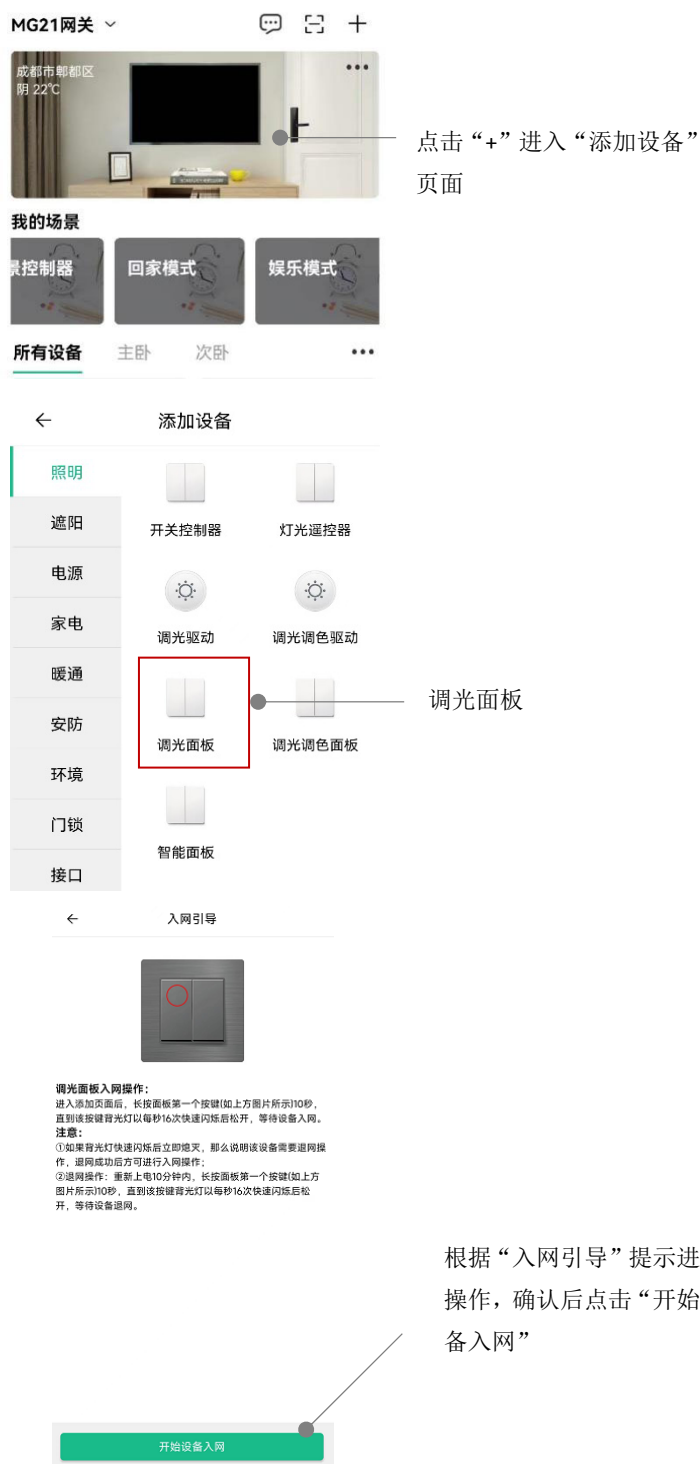 MG21网关
成都市郫都区
阴 22℃
点击“+”进入“添加设备”
页面
我的场景
景控制器
回家模式
娱乐模式
所有设备 主卧 次卧
添加设备
照明
遮阳
电源
家电
暖通
安防
环境
门锁
接口
开关控制器 灯光遥控器
调光驱动 调光调色驱动
调光面板 调光调色面板
智能面板
调光面板
入网引导
调光面板入网操作：
进入添加页面后，长按面板第一个按键(如上方图片所示)10秒，
直到该按键背光灯以每秒16次快速闪烁后松开，等待设备入网。
注意：
①如果背光灯快速闪烁后立即熄灭，那么说明该设备需要退网操
作，退网成功后方可进行入网操作；
②退网操作：重新上电10分钟内，长按面板第一个按键(如上方
图片所示)10秒，直到该按键背光灯以每秒16次快速闪烁后松
开，等待设备退网。
根据“入网引导”提示进
操作，确认后点击“开始
备入网”
开始设备入网